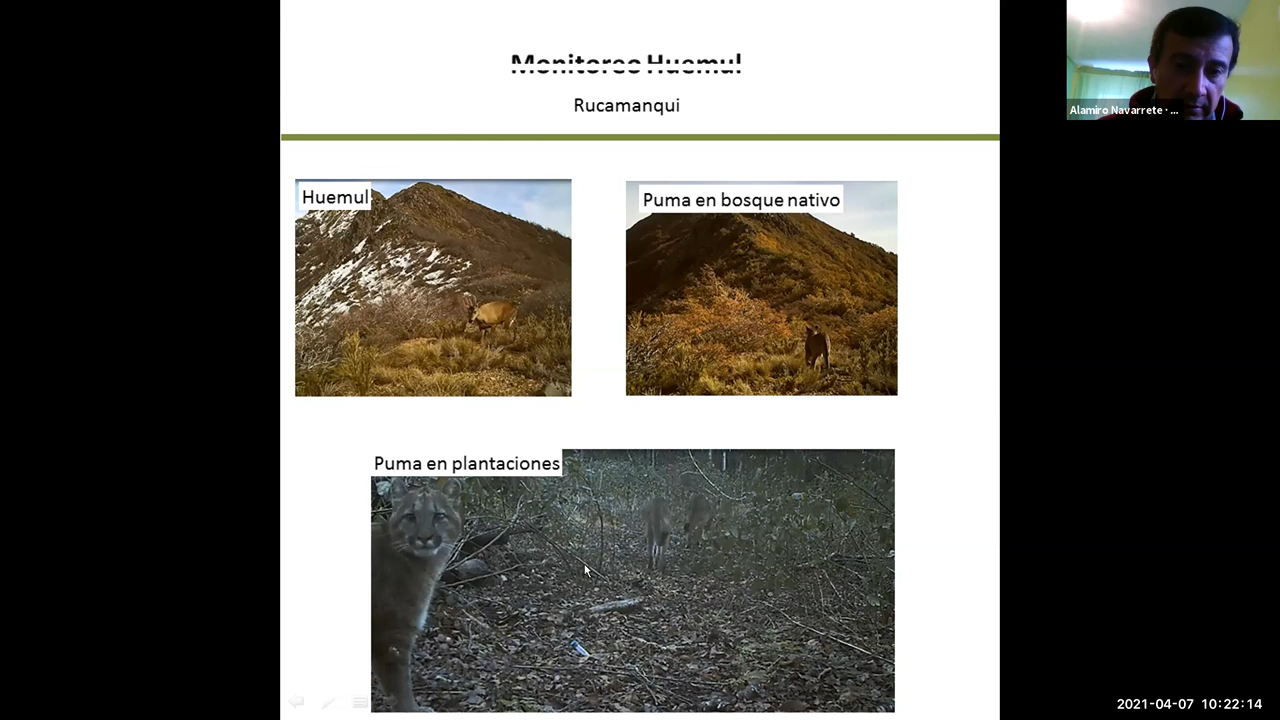 Monitoreo Huemul
Rucamanqui
Huemul
Puma en bosque nativo
Puma en plantaciones
Alamiro Navarrete · ...
2021-04-07 10:22:14